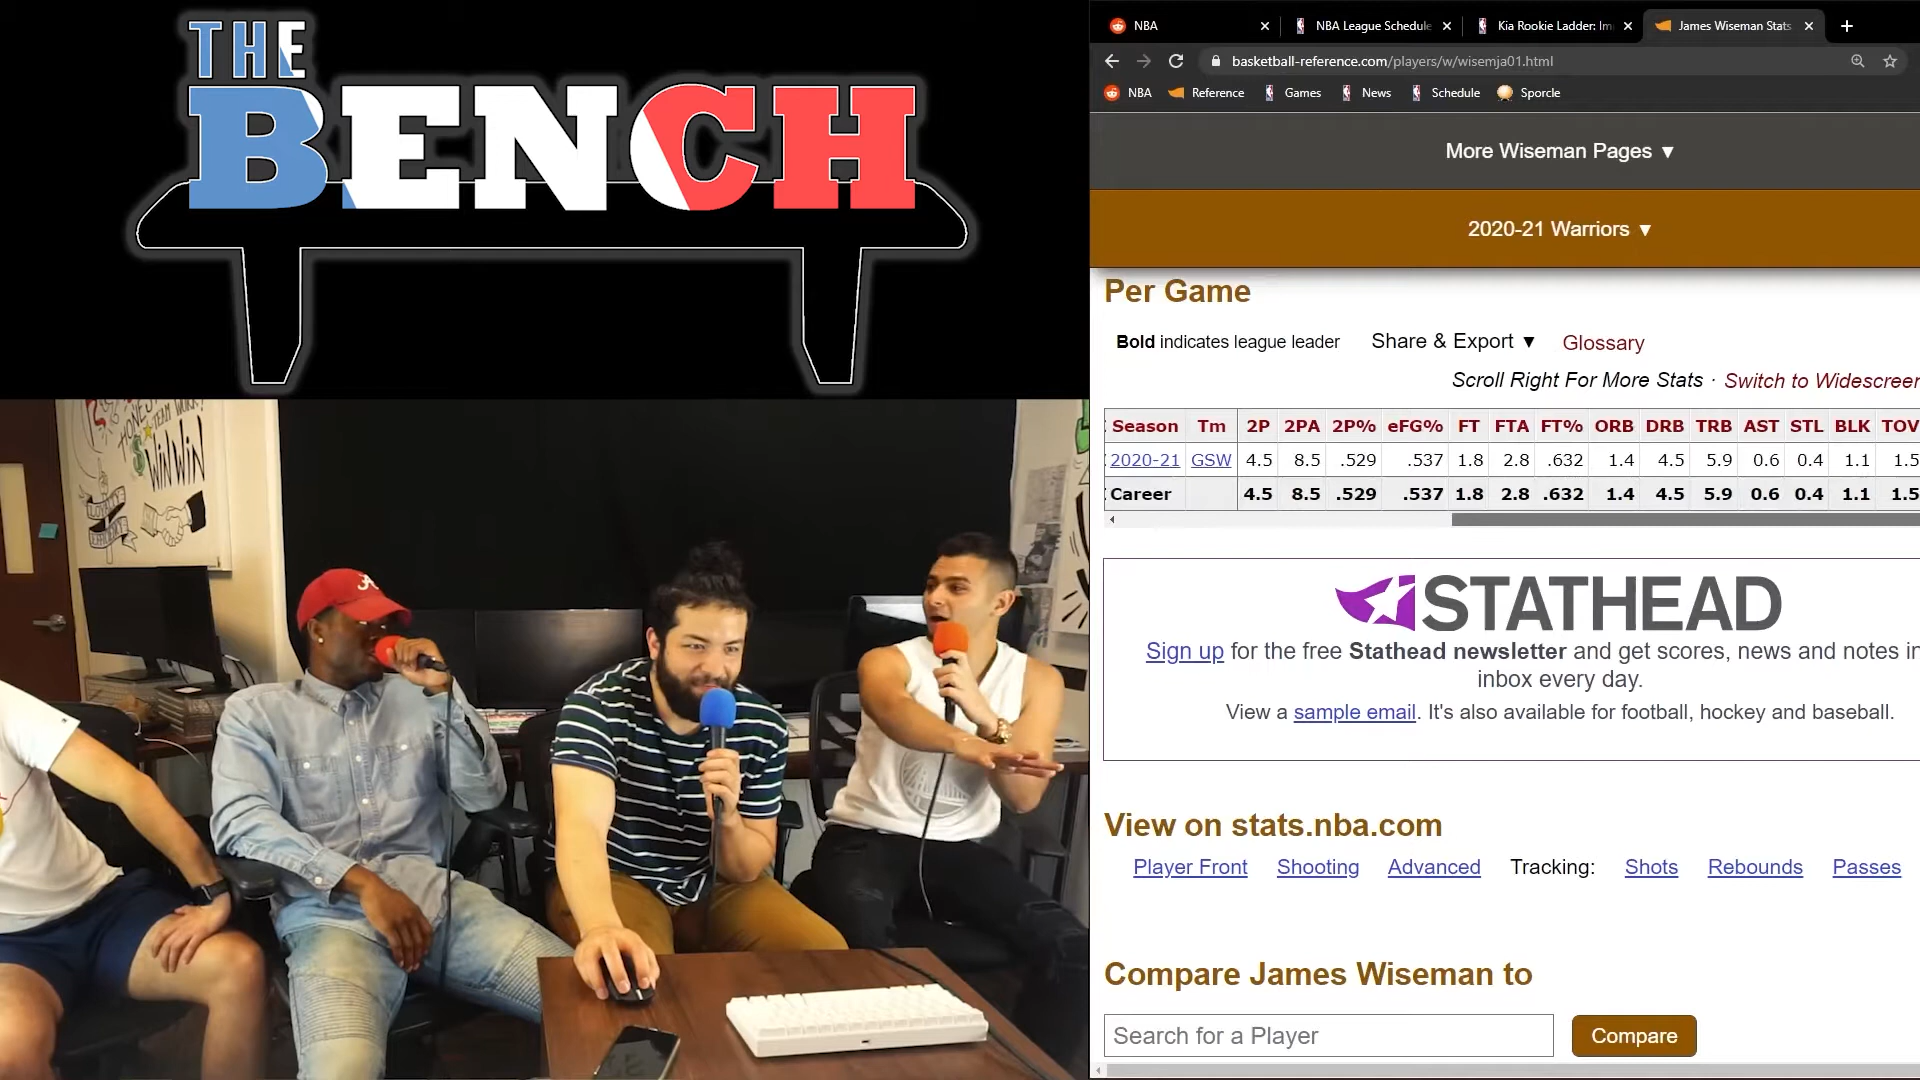 THE
BENCH
HONEST
TEAM WORK
WIN WIN
LOYALTY
NBA
NBA League Schedule
Kia Rookie Ladder: Im
James Wiseman Stats
basketball-reference.com/players/w/wisemja01.html
NBA Reference Games News Schedule Sporcle
More Wiseman Pages ▼
2020-21 Warriors ▼
Per Game
Bold indicates league leader Share & Export ▼ Glossary
Scroll Right For More Stats · Switch to Widescreen
Season Tm 2P 2PA 2P% eFG% FT FTA FT% ORB DRB TRB AST STL BLK TOV
2020-21 GSW 4.5 8.5 .529 .537 1.8 2.8 .632 1.4 4.5 5.9 0.6 0.4 1.1 1.5
Career 4.5 8.5 .529 .537 1.8 2.8 .632 1.4 4.5 5.9 0.6 0.4 1.1 1.5
STATHEAD
Sign up for the free Stathead newsletter and get scores, news and notes in
inbox every day.
View a sample email. It's also available for football, hockey and baseball.
View on stats.nba.com
Player Front Shooting Advanced Tracking: Shots Rebounds Passes
Compare James Wiseman to
Search for a Player Compare